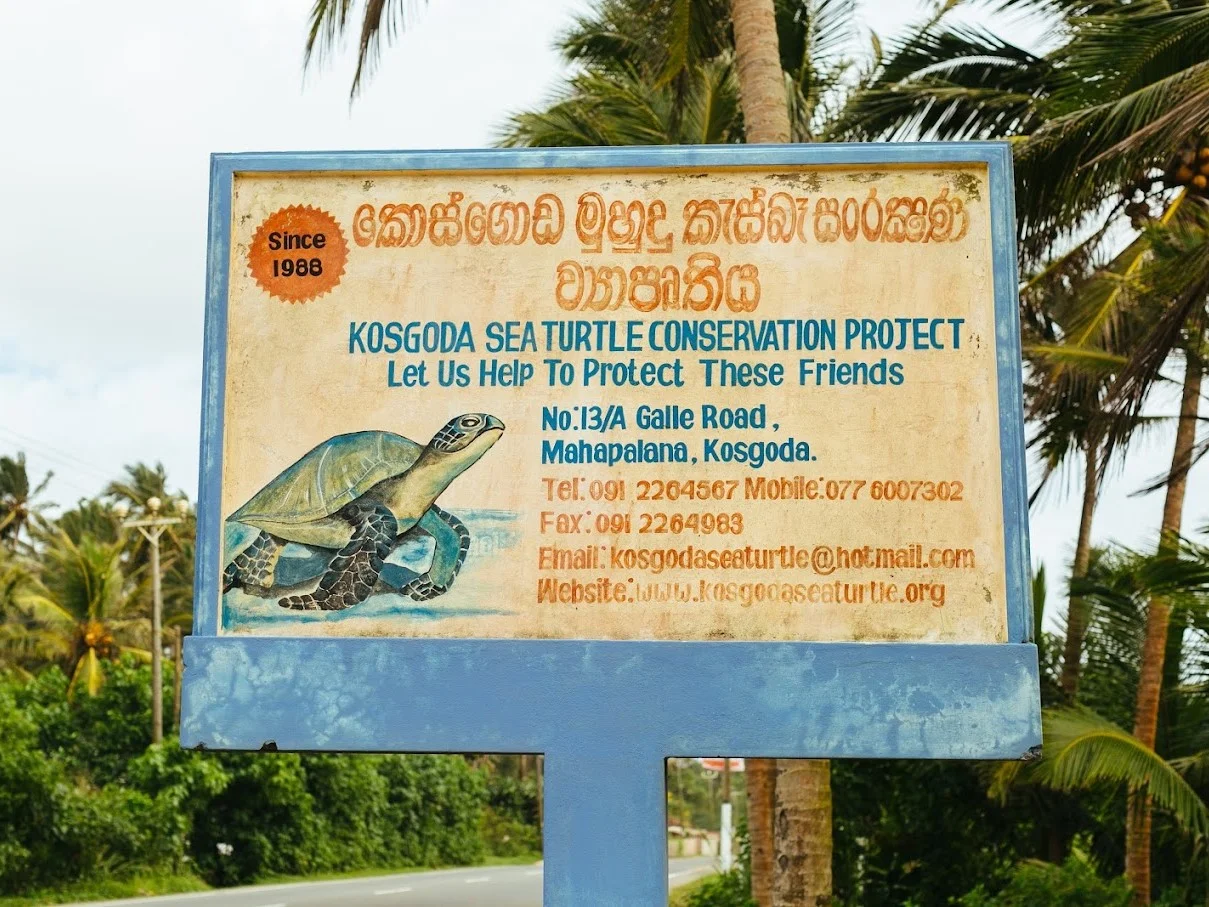 Since
1988
කොස්ගොඩ මුහුදු කැස්බෑ සංරක්ෂණ
ව්‍යාපෘතිය
KOSGODA SEA TURTLE CONSERVATION PROJECT
Let Us Help To Protect These Friends
No:13/A Galle Road,
Mahapalana, Kosgoda.
Tel: 091 2264567 Mobile: 077 6007302
Fax: 091 2264983
Email: kosgodaseaturtle@hotmail.com
Website: www.kosgodaseaturtle.org